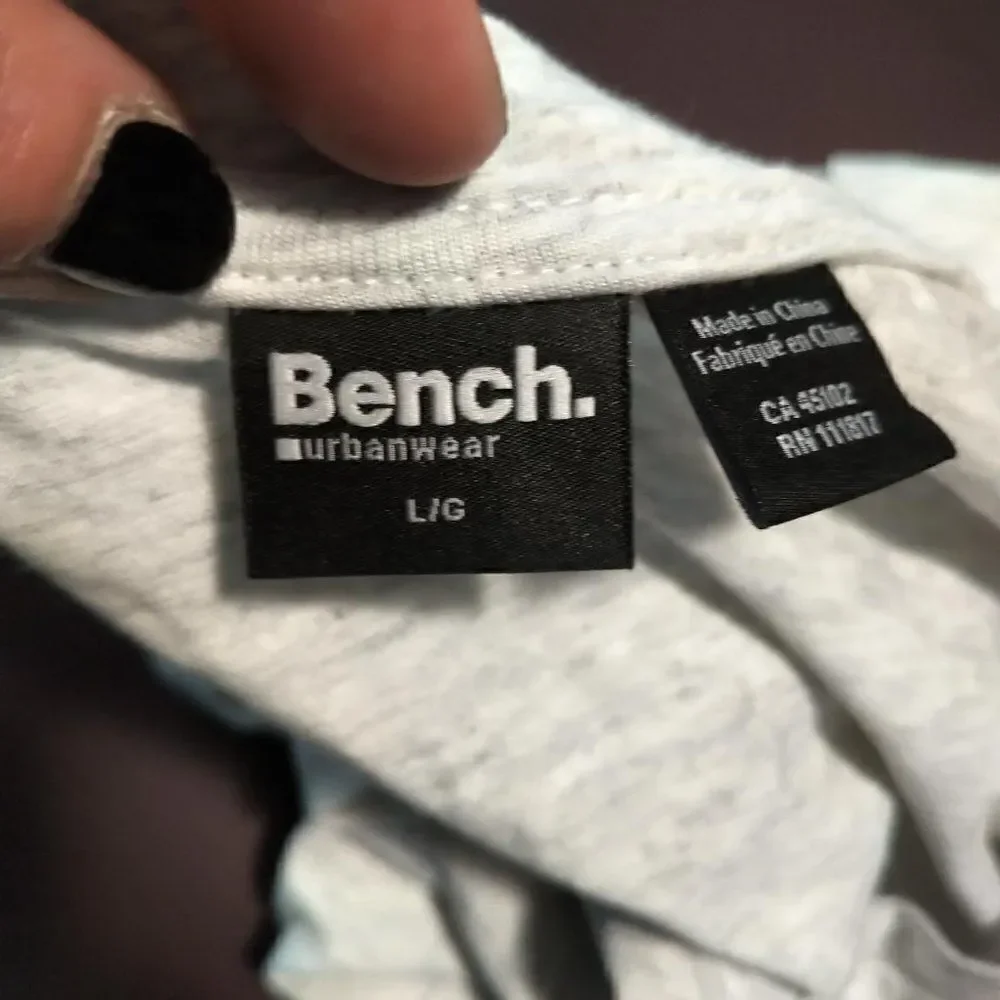 Bench.
urbanwear
L/G
Made in China
Fabriqué en Chine
CA 45102
RN 111817